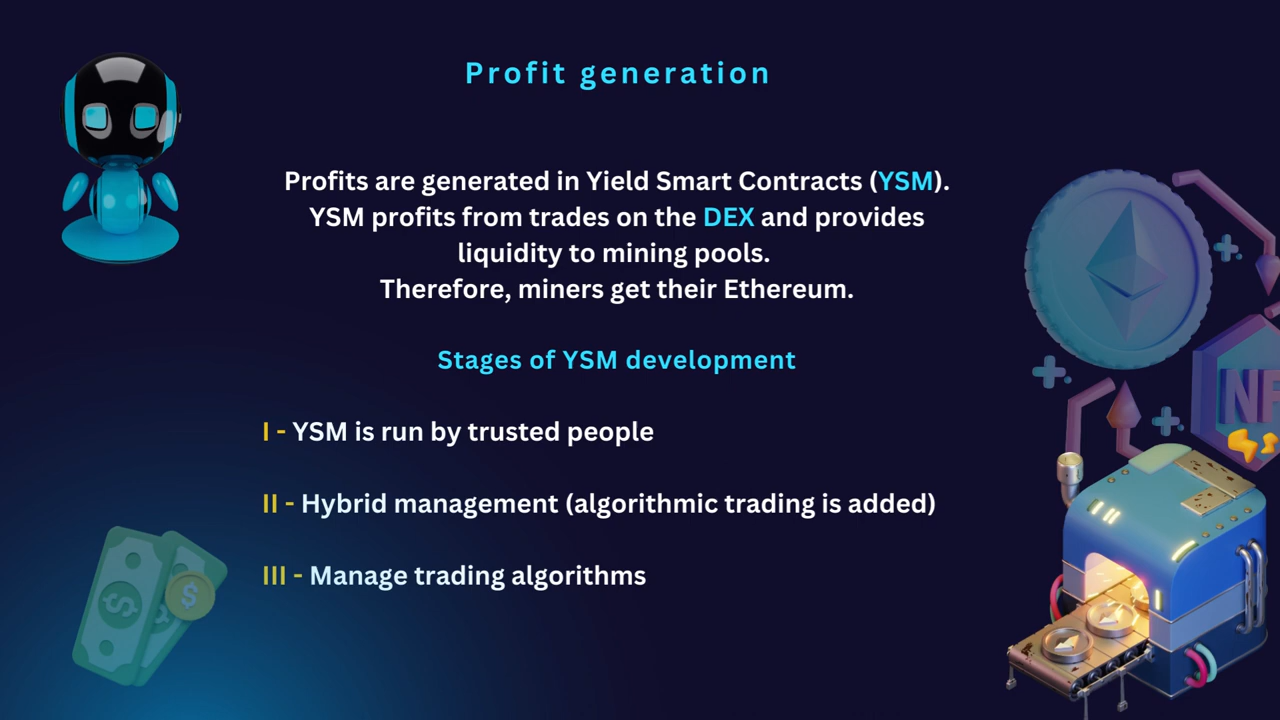 Profit generation
Profits are generated in Yield Smart Contracts (YSM).
YSM profits from trades on the DEX and provides
liquidity to mining pools.
Therefore, miners get their Ethereum.
Stages of YSM development
I - YSM is run by trusted people
II - Hybrid management (algorithmic trading is added)
III - Manage trading algorithms